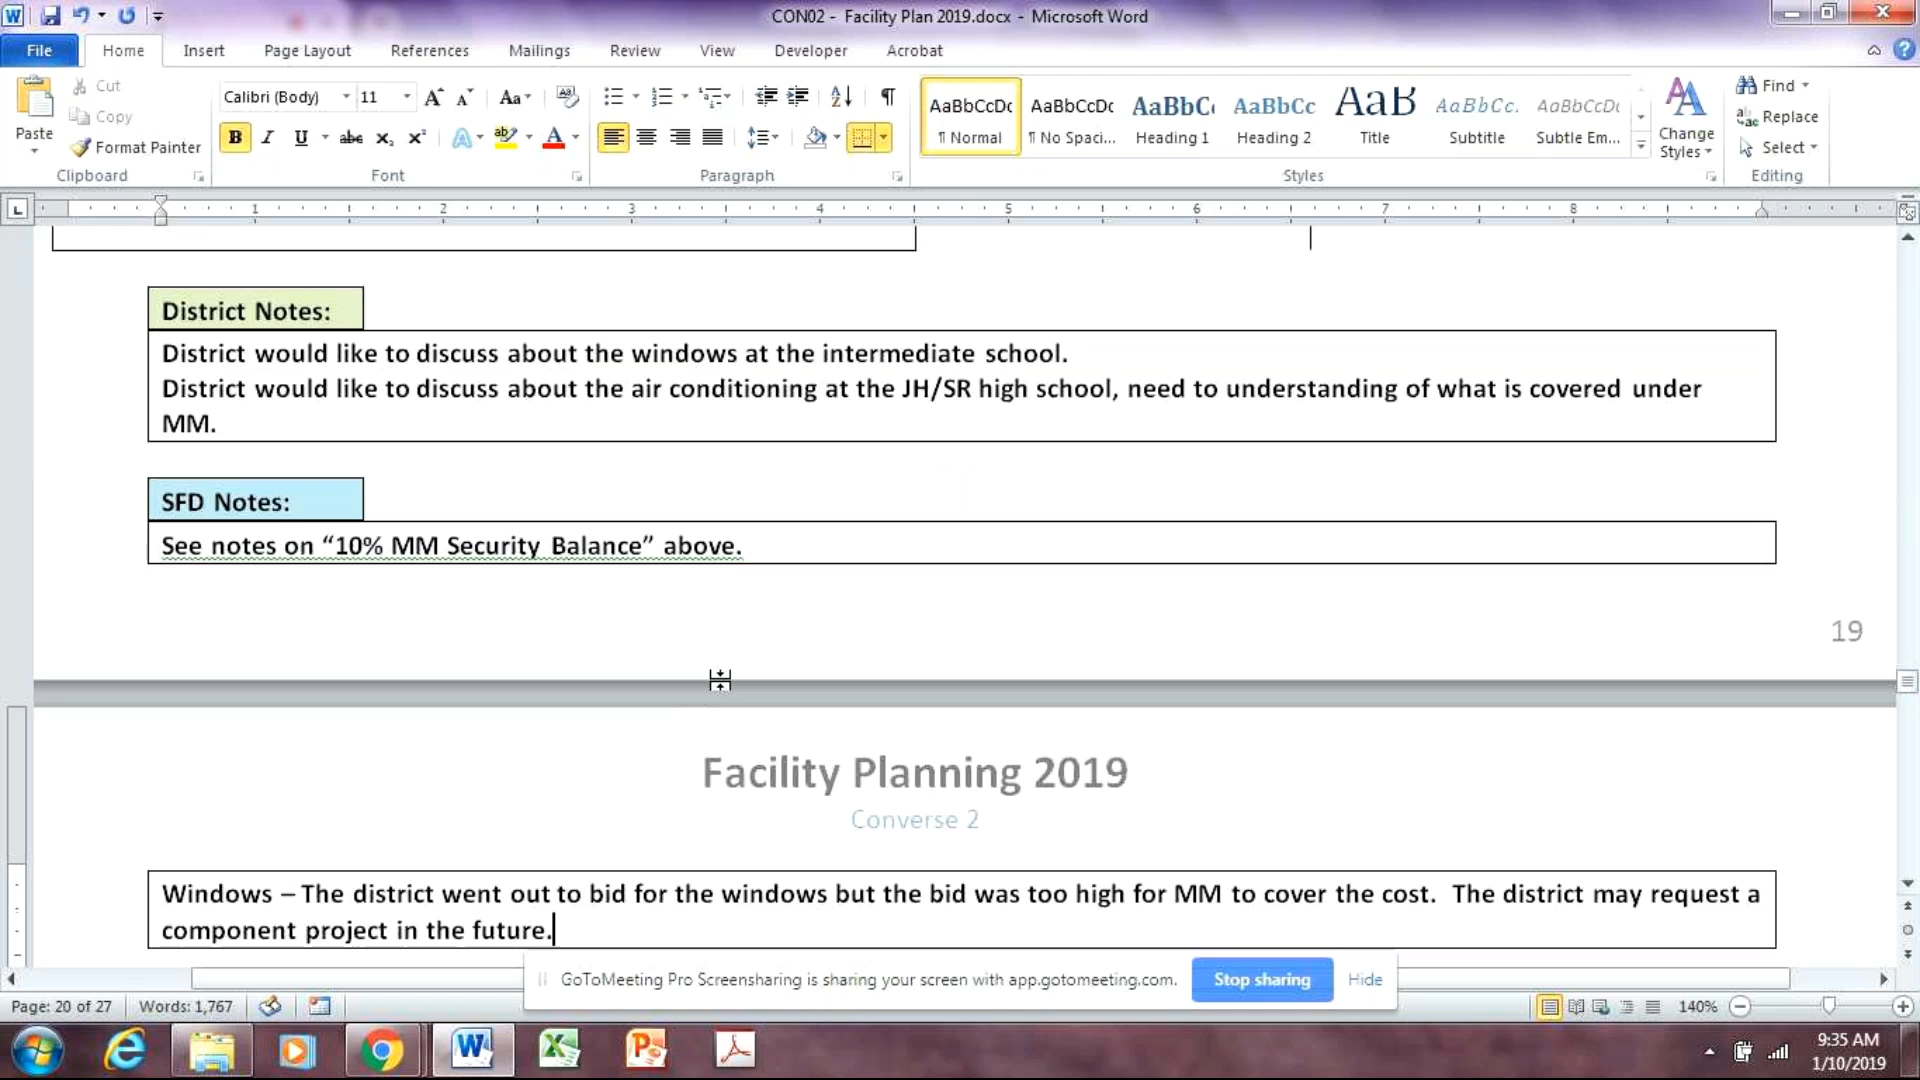 CON02 - Facility Plan 2019.docx - Microsoft Word
File Home Insert Page Layout References Mailings Review View Developer Acrobat
Paste
Cut
Copy
Format Painter
Clipboard
Calibri (Body) 11
Font
Paragraph
AaBbCcDc AaBbCcDc AaBbC AaBbCc AaB AaBbCc. AaBbCcDc
¶ Normal ¶ No Spaci... Heading 1 Heading 2 Title Subtitle Subtle Em...
Change Styles
Styles
Find
Replace
Select
Editing
1 2 3 4 5 6 7 8
District Notes:
District would like to discuss about the windows at the intermediate school.
District would like to discuss about the air conditioning at the JH/SR high school, need to understanding of what is covered under
MM.
SFD Notes:
See notes on “10% MM Security Balance” above.
19
Facility Planning 2019
Converse 2
Windows – The district went out to bid for the windows but the bid was too high for MM to cover the cost.  The district may request a
component project in the future.
GoToMeeting Pro Screensharing is sharing your screen with app.gotomeeting.com. Stop sharing Hide
Page: 20 of 27 Words: 1,767 140%
9:35 AM
1/10/2019